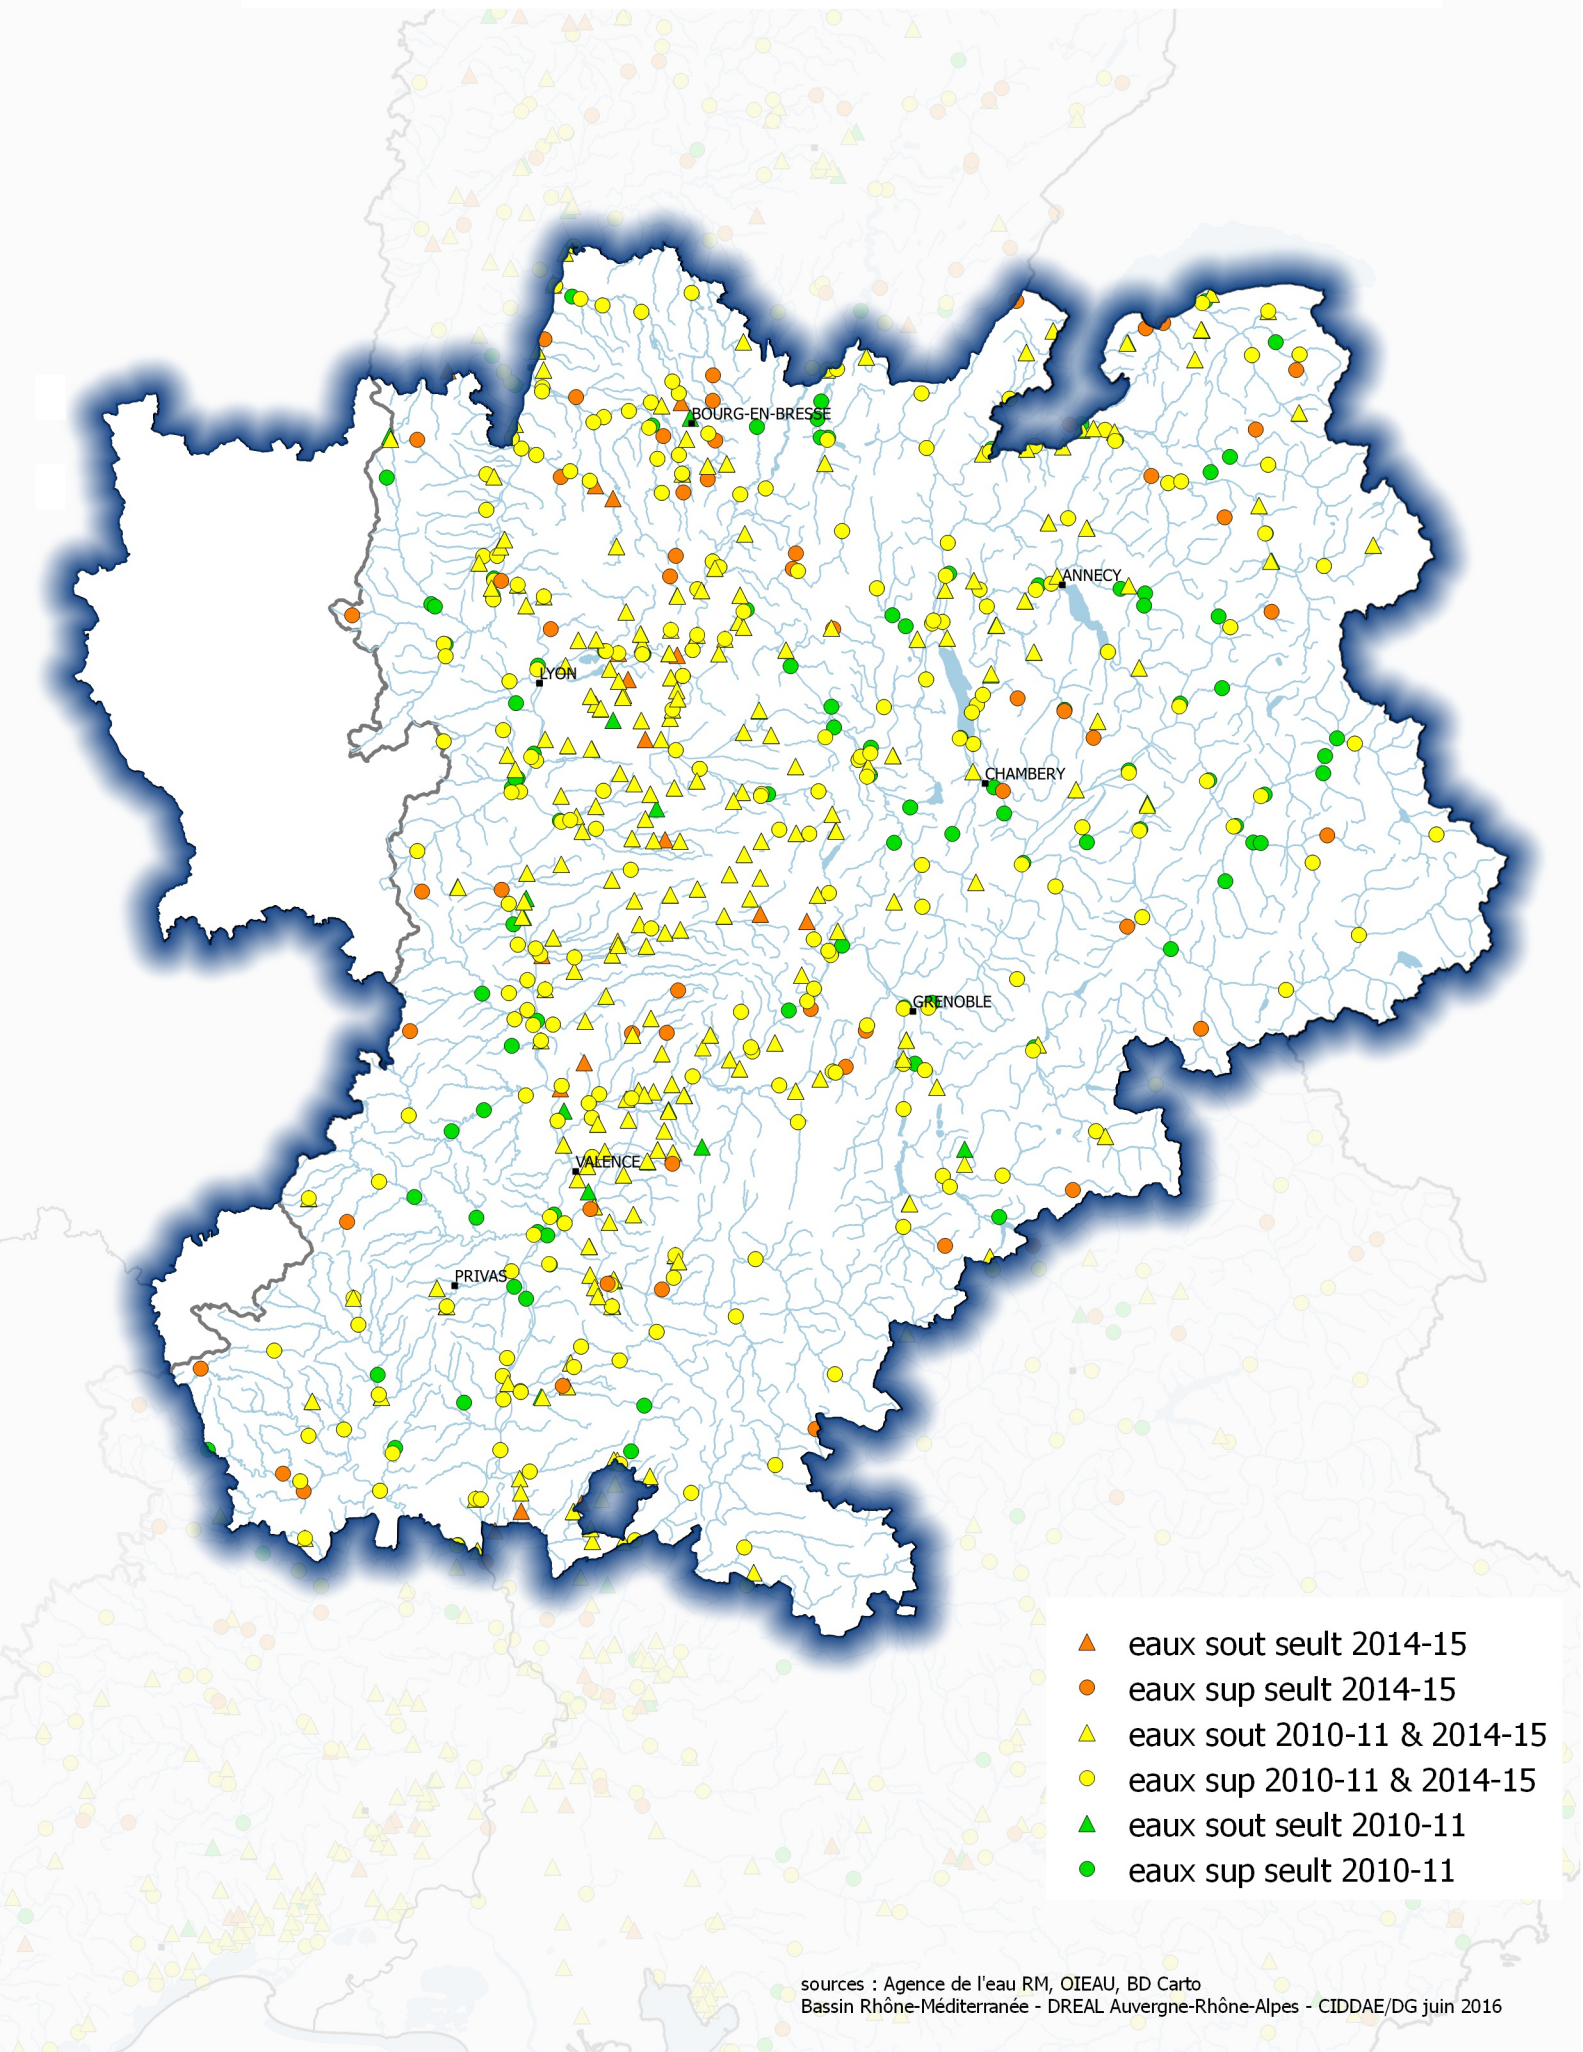 BOURG-EN-BRESSE
ANNECY
LYON
CHAMBERY
GRENOBLE
VALENCE
PRIVAS
eaux sout seult 2014-15
eaux sup seult 2014-15
eaux sout 2010-11 & 2014-15
eaux sup 2010-11 & 2014-15
eaux sout seult 2010-11
eaux sup seult 2010-11
sources : Agence de l'eau RM, OIEAU, BD Carto
Bassin Rhône-Méditerranée - DREAL Auvergne-Rhône-Alpes - CIDDAE/DG juin 2016